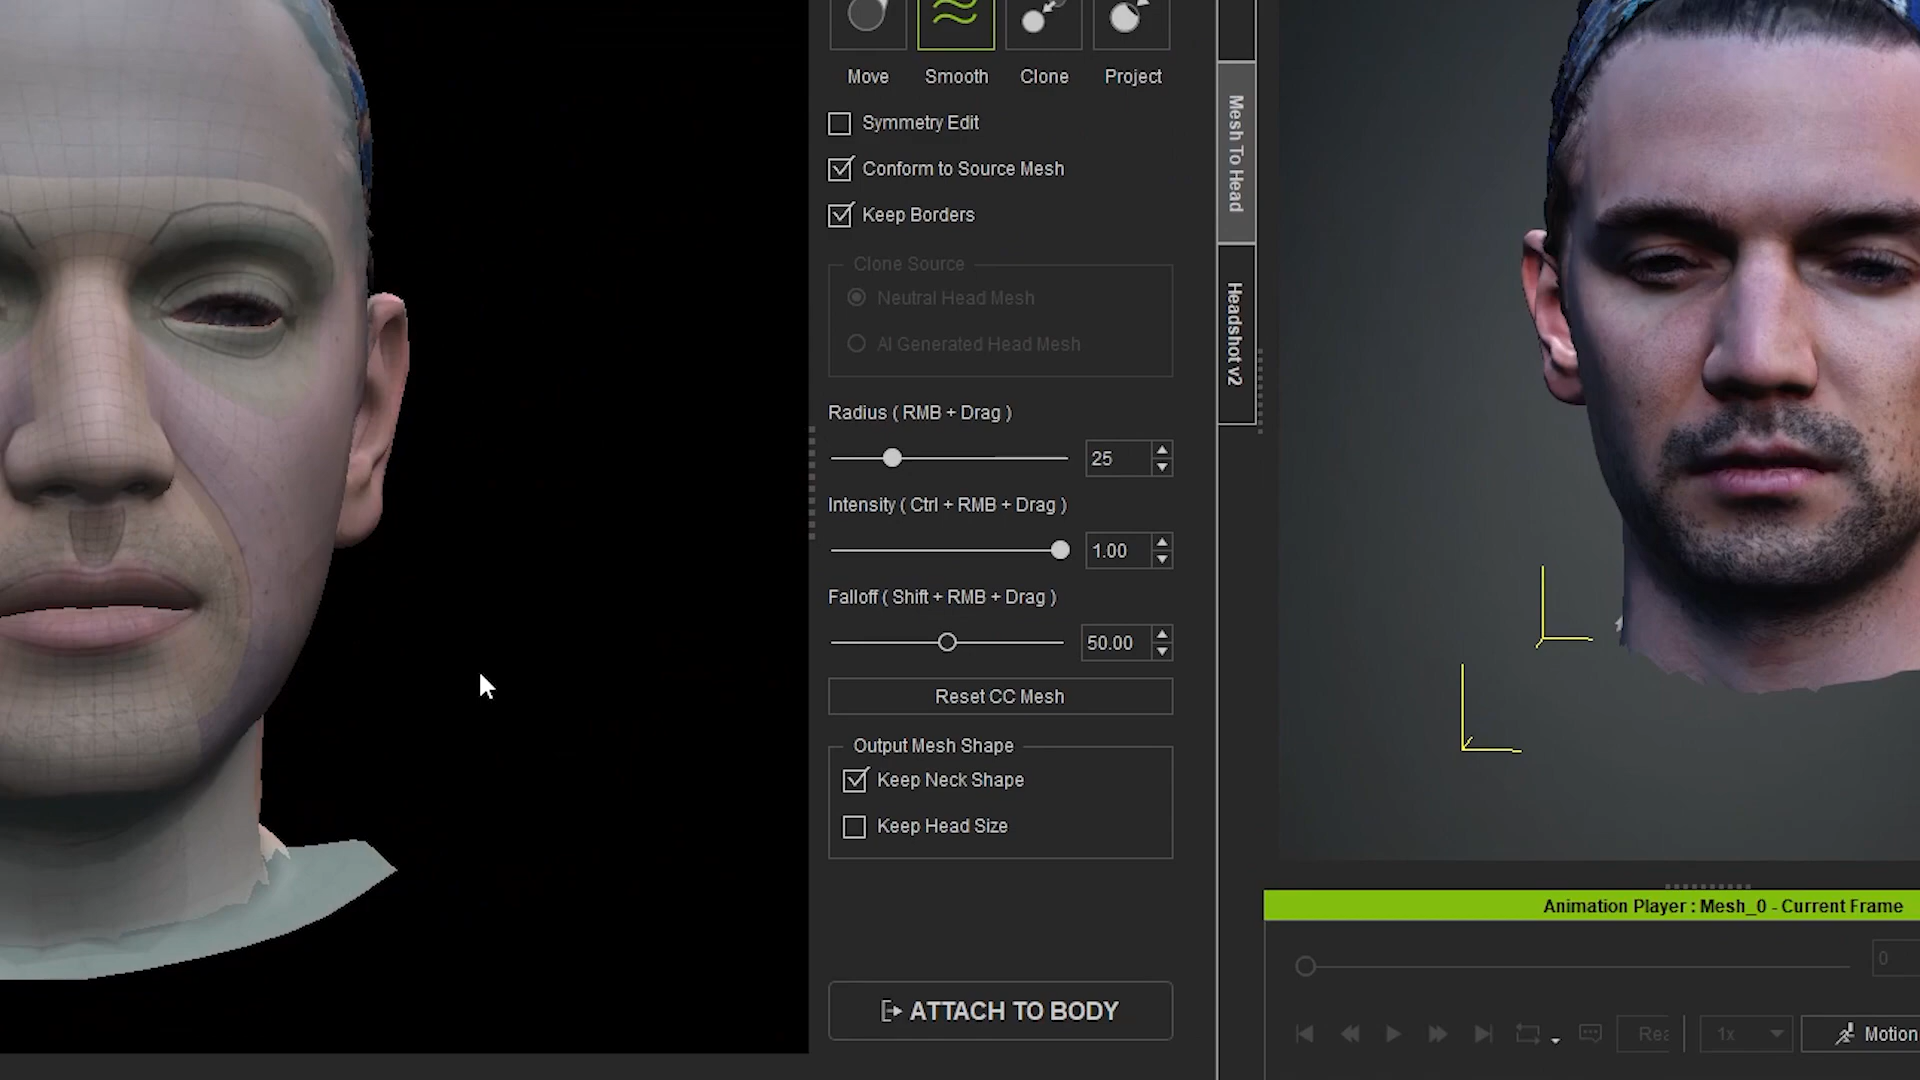 Move Smooth Clone Project
Symmetry Edit
Conform to Source Mesh
Keep Borders
Clone Source
Neutral Head Mesh
AI Generated Head Mesh
Radius ( RMB + Drag )
25
Intensity ( Ctrl + RMB + Drag )
1.00
Falloff ( Shift + RMB + Drag )
50.00
Reset CC Mesh
Output Mesh Shape
Keep Neck Shape
Keep Head Size
ATTACH TO BODY
Mesh To Head
Headshot v2
Animation Player : Mesh_0 - Current Frame
0
1x
Motion